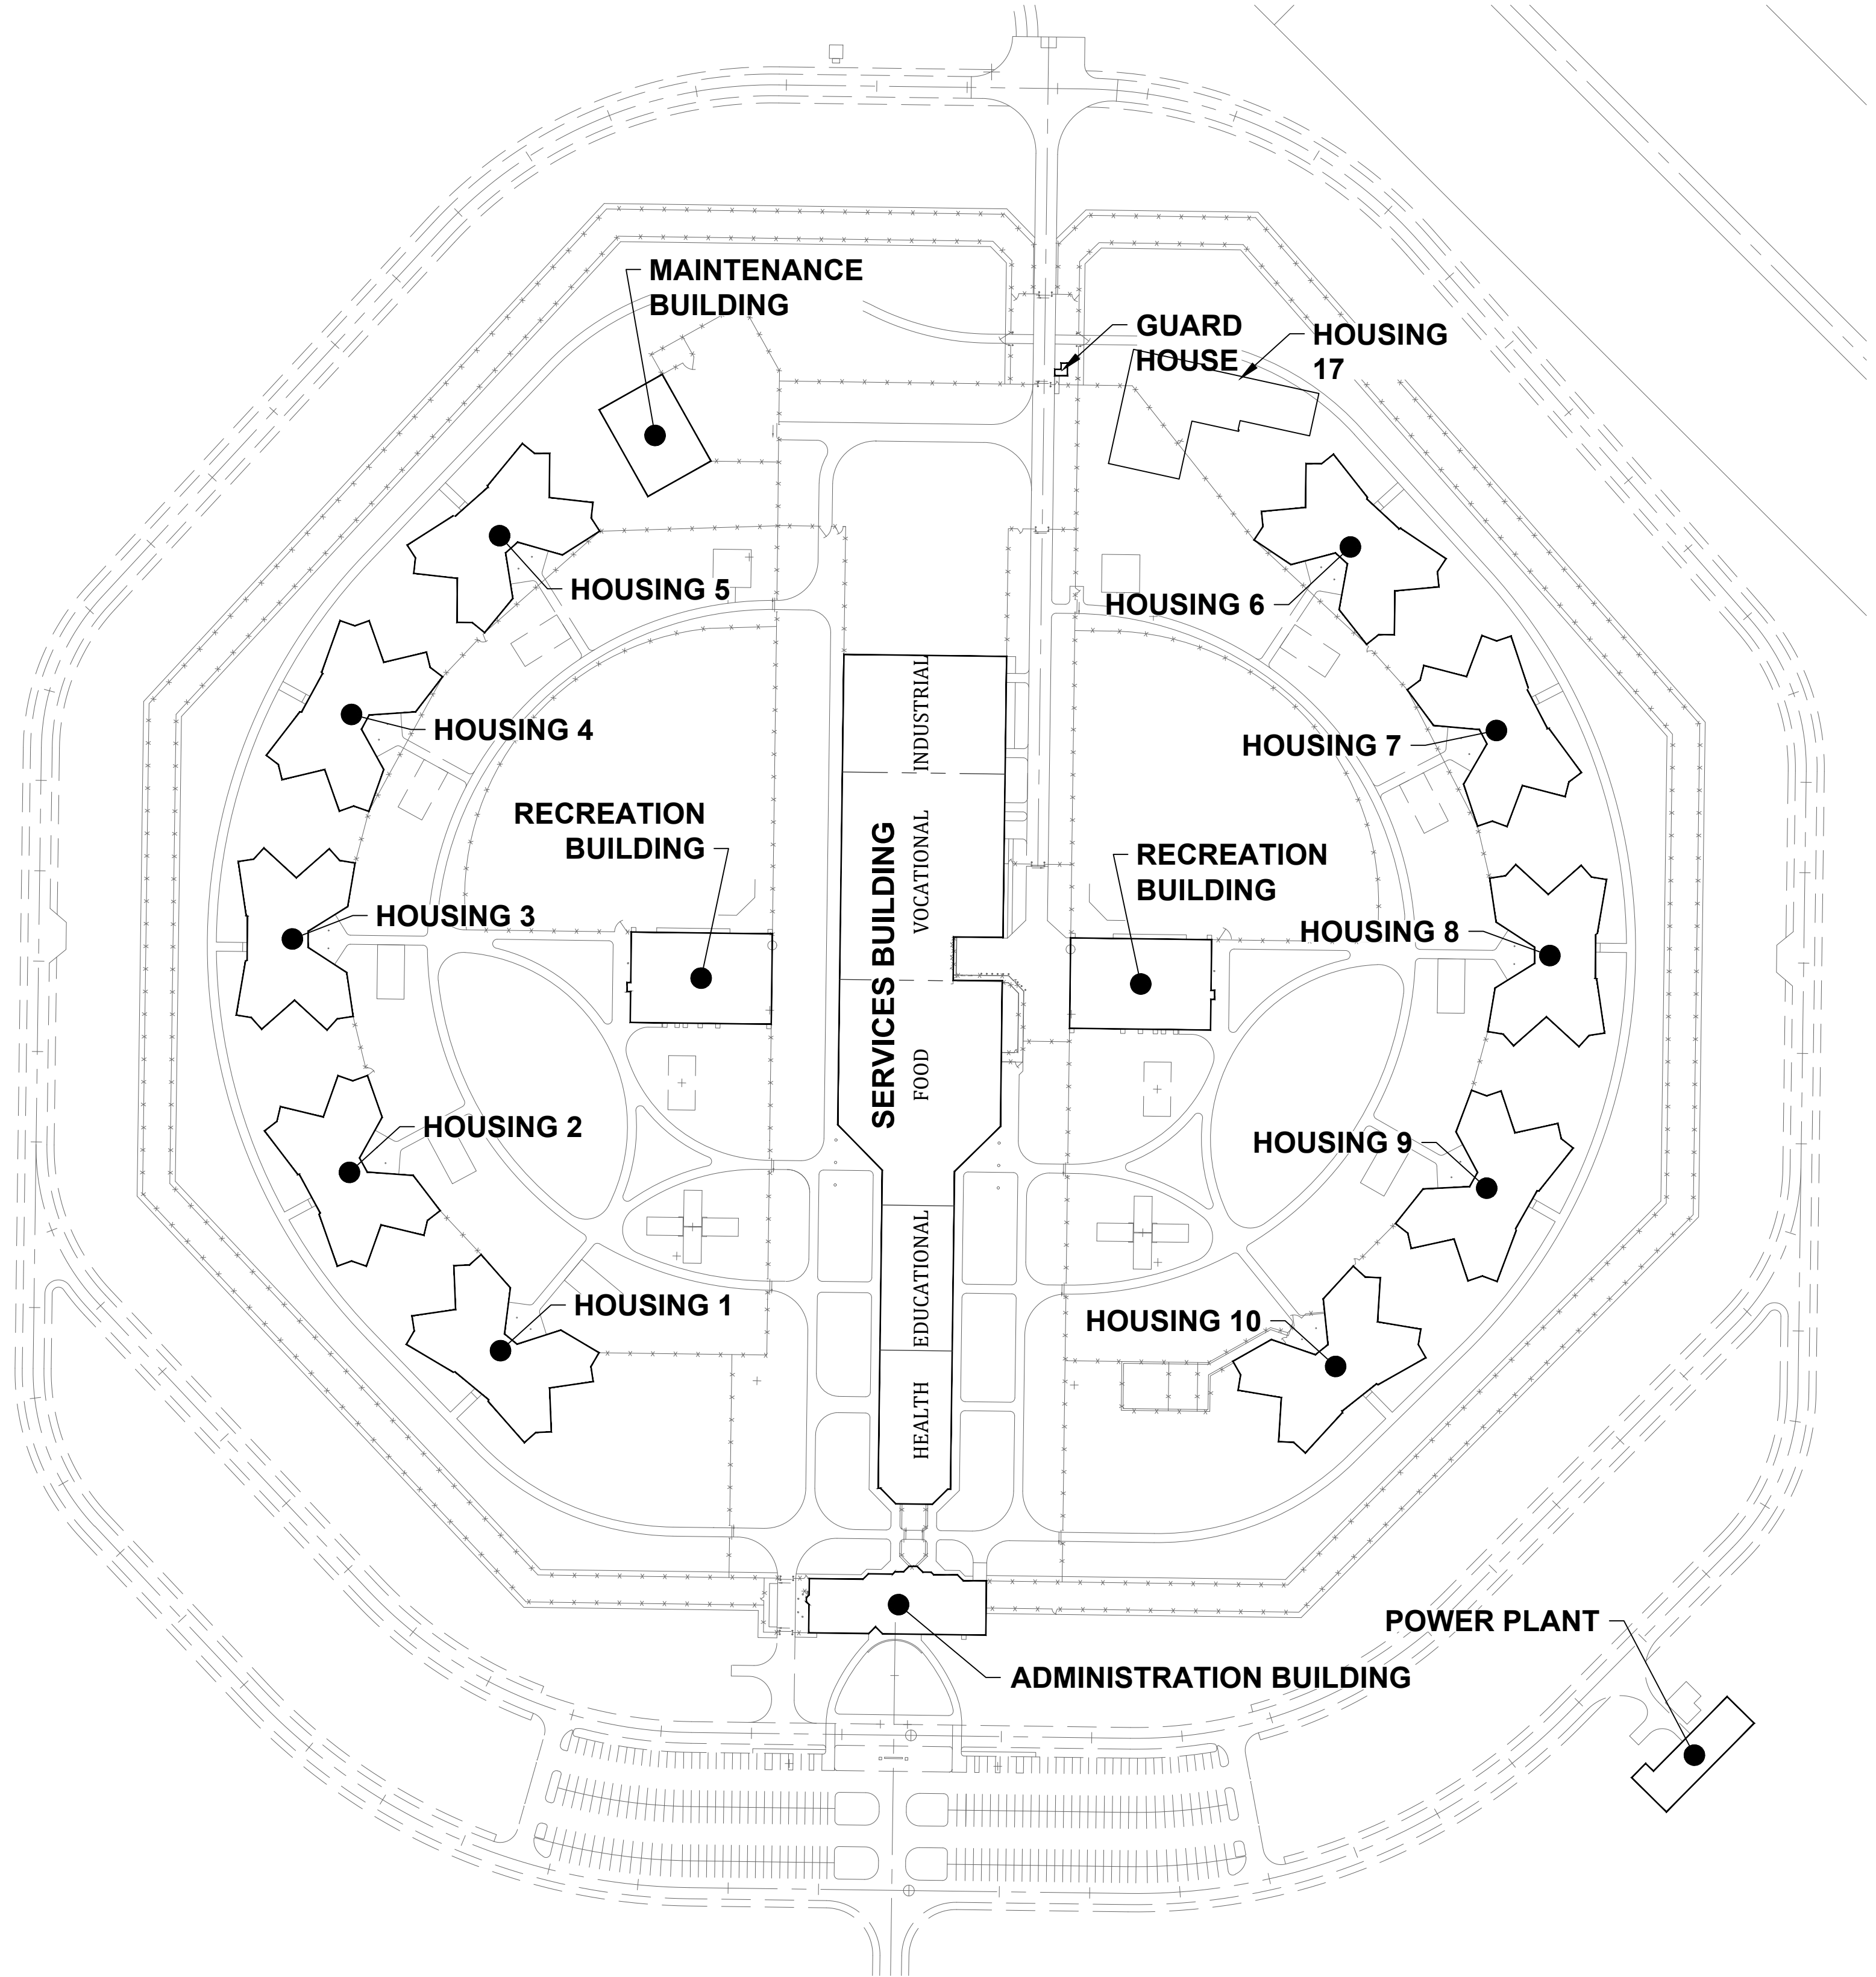 MAINTENANCE
BUILDING
GUARD
HOUSE
HOUSING
17
HOUSING 5
HOUSING 6
HOUSING 4
HOUSING 7
RECREATION
BUILDING
RECREATION
BUILDING
HOUSING 3
HOUSING 8
SERVICES BUILDING
INDUSTRIAL
VOCATIONAL
FOOD
EDUCATIONAL
HEALTH
HOUSING 2
HOUSING 9
HOUSING 1
HOUSING 10
POWER PLANT
ADMINISTRATION BUILDING